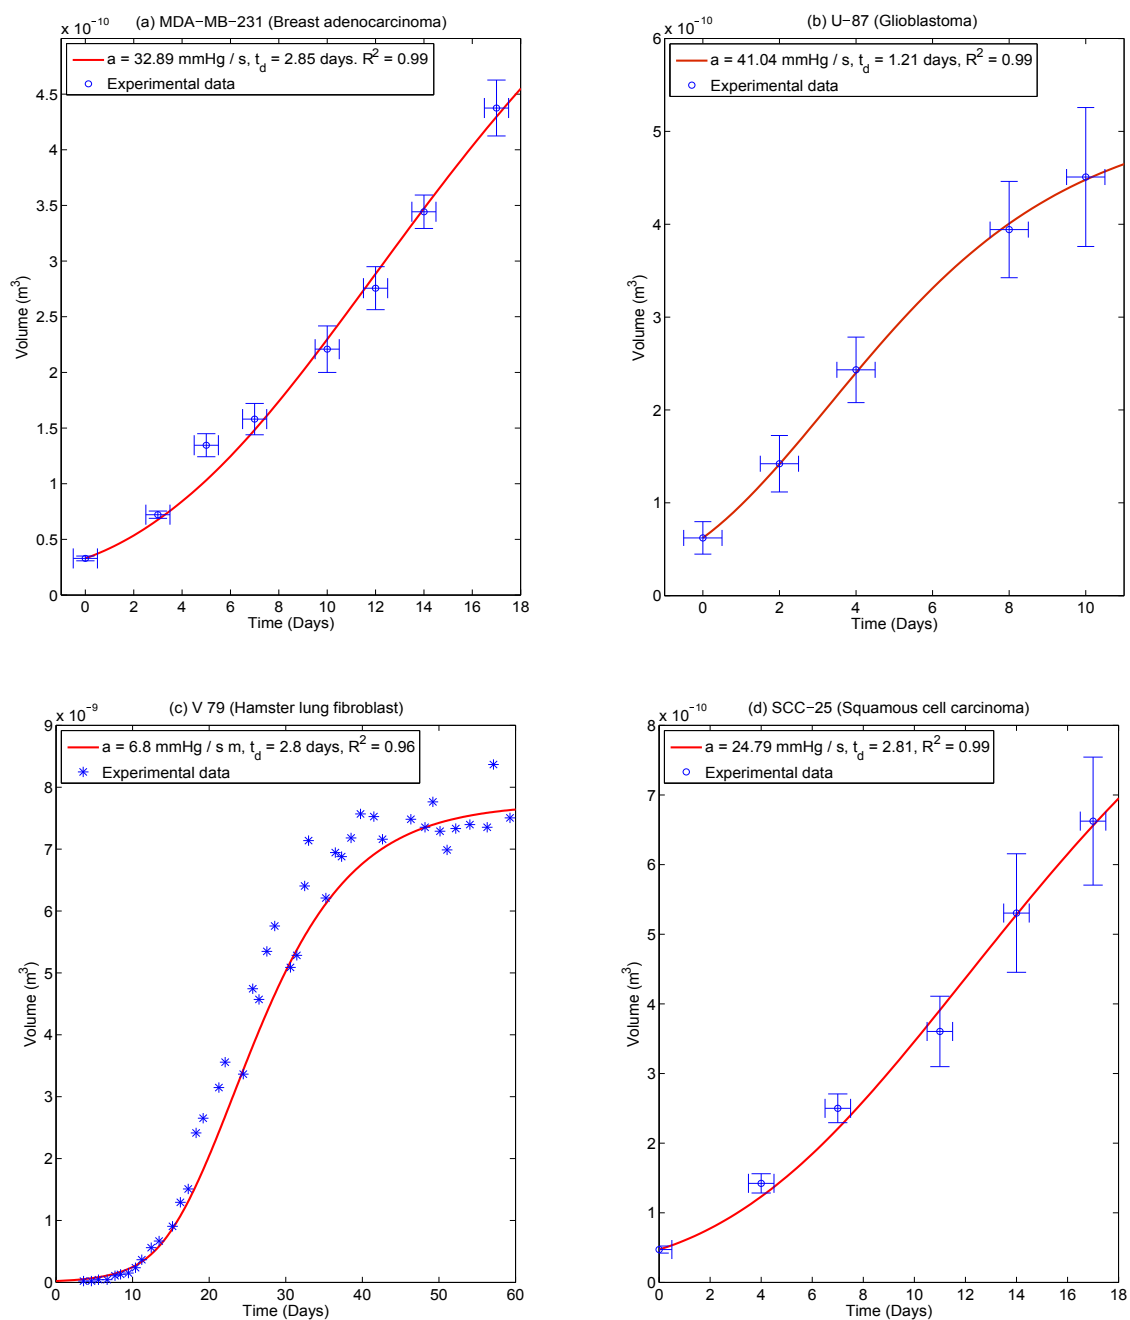 (a) MDA−MB−231 (Breast adenocarcinoma)
x 10^−10
a = 32.89 mmHg / s, t_d = 2.85 days. R^2 = 0.99
Experimental data
4.5
4
3.5
3
2.5
2
1.5
1
0.5
0
Volume (m^3)
0 2 4 6 8 10 12 14 16 18
Time (Days)
(b) U−87 (Glioblastoma)
x 10^−10
a = 41.04 mmHg / s, t_d = 1.21 days, R^2 = 0.99
Experimental data
6
5
4
3
2
1
0
Volume (m^3)
0 2 4 6 8 10
Time (Days)
(c) V 79 (Hamster lung fibroblast)
x 10^−9
a = 6.8 mmHg / s m, t_d = 2.8 days, R^2 = 0.96
Experimental data
9
8
7
6
5
4
3
2
1
0
Volume (m^3)
0 10 20 30 40 50 60
Time (Days)
(d) SCC−25 (Squamous cell carcinoma)
x 10^−10
a = 24.79 mmHg / s, t_d = 2.81, R^2 = 0.99
Experimental data
8
7
6
5
4
3
2
1
0
Volume (m^3)
0 2 4 6 8 10 12 14 16 18
Time (Days)